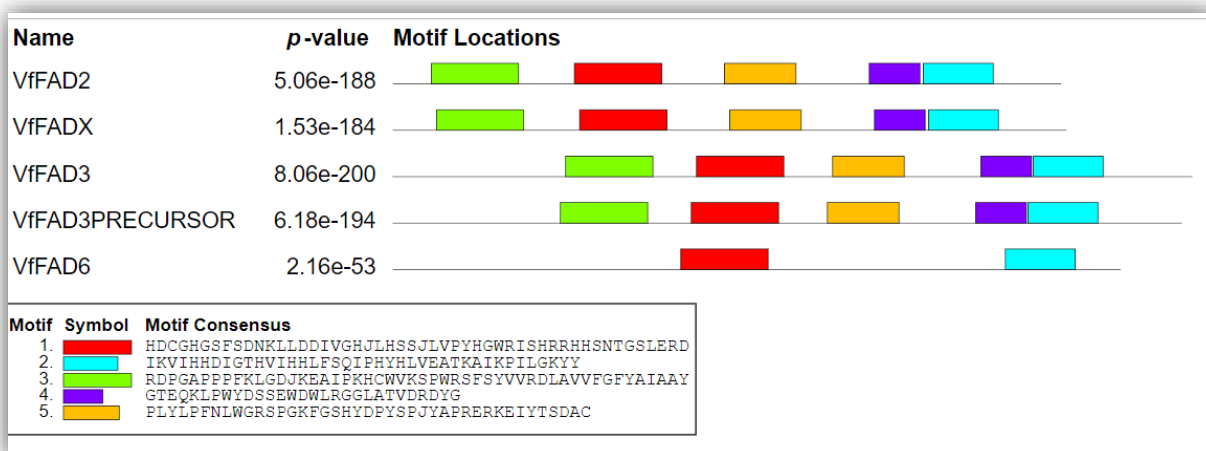 Name p-value Motif Locations
VfFAD2 5.06e-188
VfFADX 1.53e-184
VfFAD3 8.06e-200
VfFAD3PRECURSOR 6.18e-194
VfFAD6 2.16e-53
Motif Symbol Motif Consensus
1. HDCGHGSFSDNKLLDDIVGHJLHSSJLVPYHGWRISHRRHHSNTGSLERD
2. IKVIHHDIGTHVIHHLFSQIPHYHLVEATKAIKPILGKYY
3. RDPGAPPPFKLGDJKEAIPKHCWVKSPWRSFSYVVRDLAVVFGFYAIAAY
4. GTEQKLPWYDSSEWDWLRGGLATVDRDYG
5. PLYLPFNLWGRSPGKFGSHYDPYSPJYAPRERKEIYTSDAC